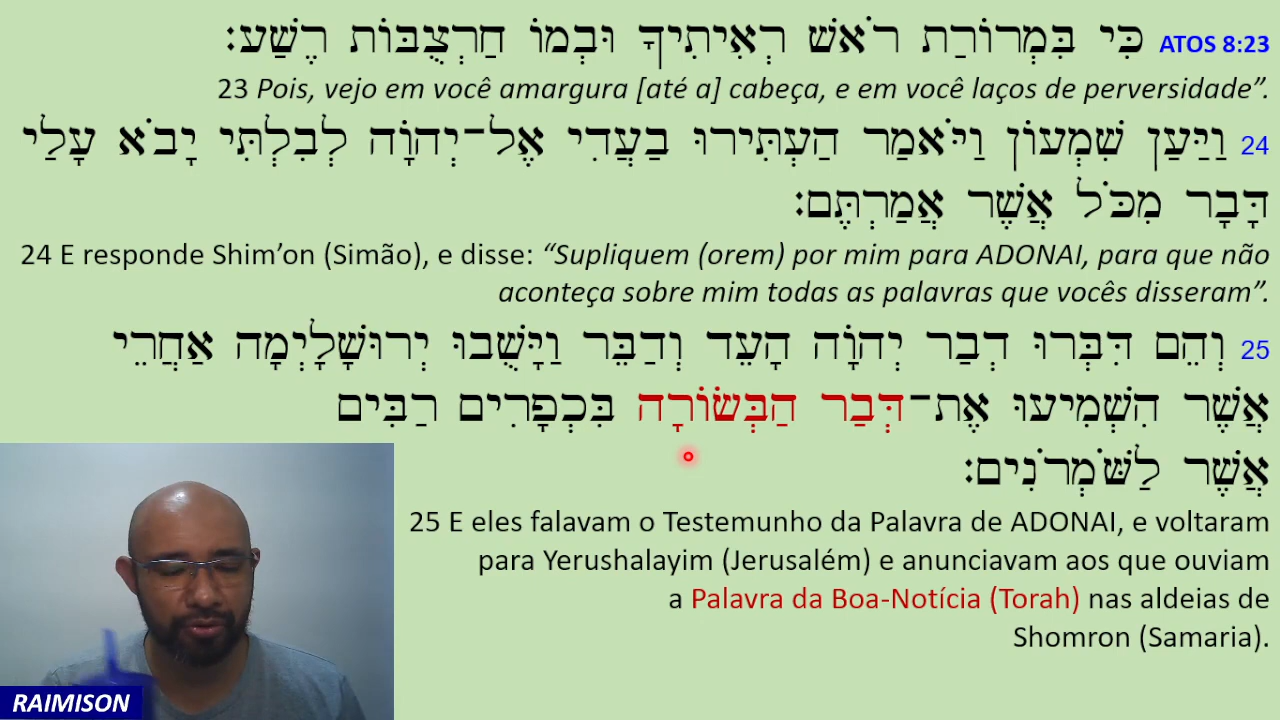 ATOS 8:23 כִּי בִּמְרוֹרַת רֹאשׁ רְאִיתִיךָ וּבְמוֹ חַרְצֻבּוֹת רֶשַׁע׃
23 Pois, vejo em você amargura [até a] cabeça, e em você laços de perversidade”.
24 וַיַּעַן שִׁמְעוֹן וַיֹּאמַר הַעְתִּירוּ בַעֲדִי אֶל־יְהוָֹה לְבִלְתִּי יָבֹא עָלַי
דָּבָר מִכֹּל אֲשֶׁר אֲמַרְתֶּם׃
24 E responde Shim’on (Simão), e disse: “Supliquem (orem) por mim para ADONAI, para que não
aconteça sobre mim todas as palavras que vocês disseram”.
25 וְהֵם דִּבְּרוּ דְבַר יְהוָֹה הָעֵד וְדַבֵּר וַיָּשֻׁבוּ יְרוּשָׁלָיְמָה אַחֲרֵי
אֲשֶׁר הִשְׁמִיעוּ אֶת־דְּבַר הַבְּשׂוֹרָה בִּכְפָרִים רַבִּים
אֲשֶׁר לַשֹּׁמְרֹנִים׃
25 E eles falavam o Testemunho da Palavra de ADONAI, e voltaram
para Yerushalayim (Jerusalém) e anunciavam aos que ouviam
a Palavra da Boa-Notícia (Torah) nas aldeias de
Shomron (Samaria).
RAIMISON